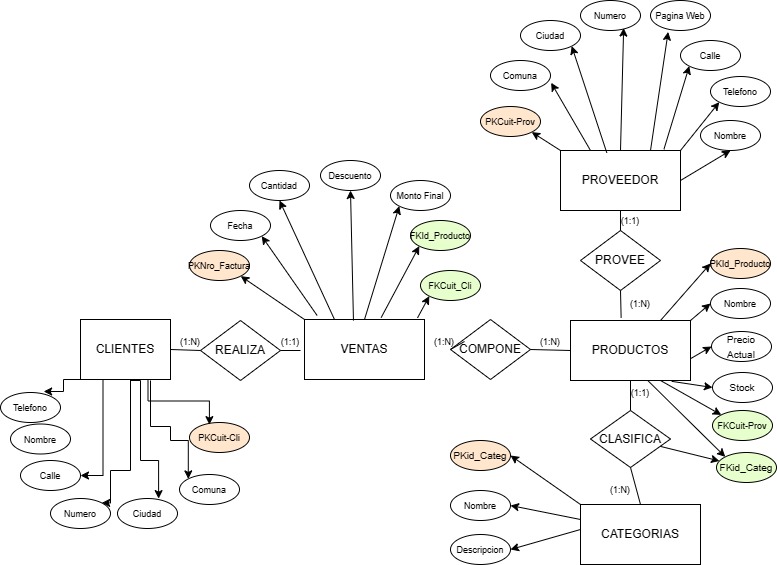 Numero
Pagina Web
Ciudad
Calle
Comuna
Telefono
PKCuit-Prov
Nombre
PROVEEDOR
Descuento
Cantidad
Monto Final
(1:1)
Fecha
FKId_Producto
PROVEE
PKNro_Factura
PKId_Producto
FKCuit_Cli
(1:N)
Nombre
CLIENTES
(1:N)
REALIZA
(1:1)
VENTAS
(1:N)
COMPONE
(1:N)
PRODUCTOS
Precio
Actual
Stock
(1:1)
Telefono
FKCuit-Prov
Nombre
PKCuit-Cli
CLASIFICA
PKid_Categ
FKid_Categ
Calle
Comuna
(1:N)
Nombre
Numero
Ciudad
CATEGORIAS
Descripcion